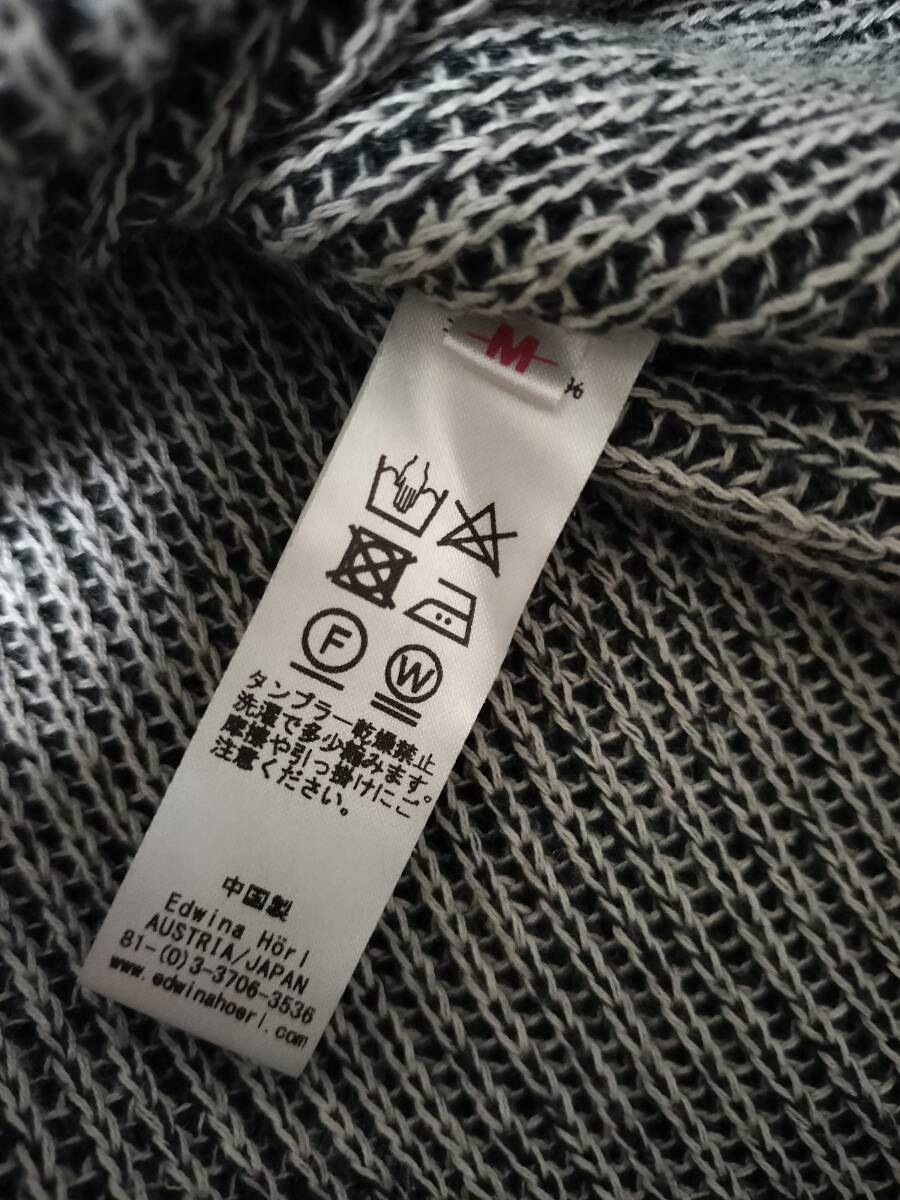 M
%
F
W
タンブラー乾燥禁止
洗濯で多少縮みます。
摩擦や引っ掛けにご
注意ください。
中国製
Edwina Hörl
AUSTRIA/JAPAN
81-(0)3-3706-3536
www.edwinahoerl.com